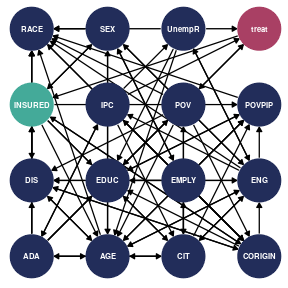 RACE SEX UnempR treat
INSURED IPC POV POVPIP
DIS EDUC EMPLY ENG
ADA AGE CIT CORIGIN